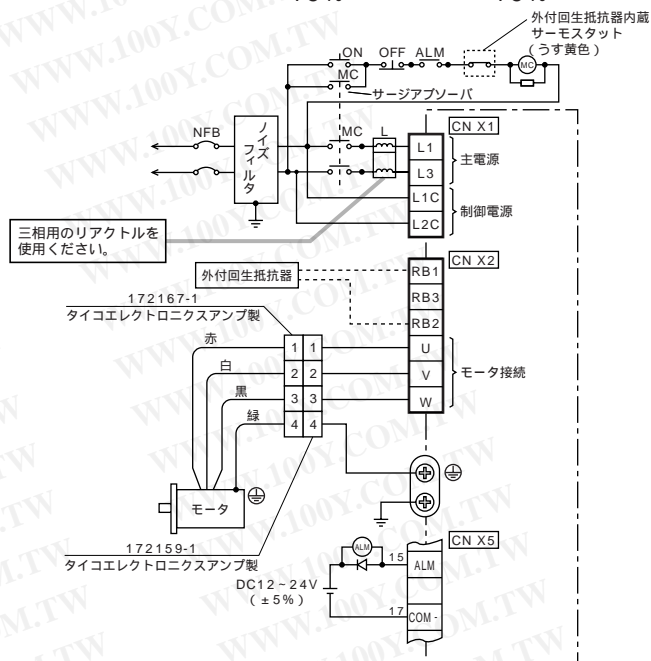 外付回生抵抗器内蔵
サーモスタット
（うす黄色）
ON OFF ALM
MC
MC
サージアブソーバ
NFB
ノイズフィルタ
MC L
CN X1
L1
L3
主電源
L1C
L2C
制御電源
三相用のリアクトルを
使用ください。
CN X2
外付回生抵抗器
RB1
RB3
RB2
172167-1
タイコエレクトロニクスアンプ製
赤
1 1
U
白
2 2
V
モータ接続
黒
3 3
W
緑
4 4
モータ
172159-1
タイコエレクトロニクスアンプ製
CN X5
ALM
15
ALM
DC12~24V
（±5%）
17
COM-
WWW.100Y.COM.TW